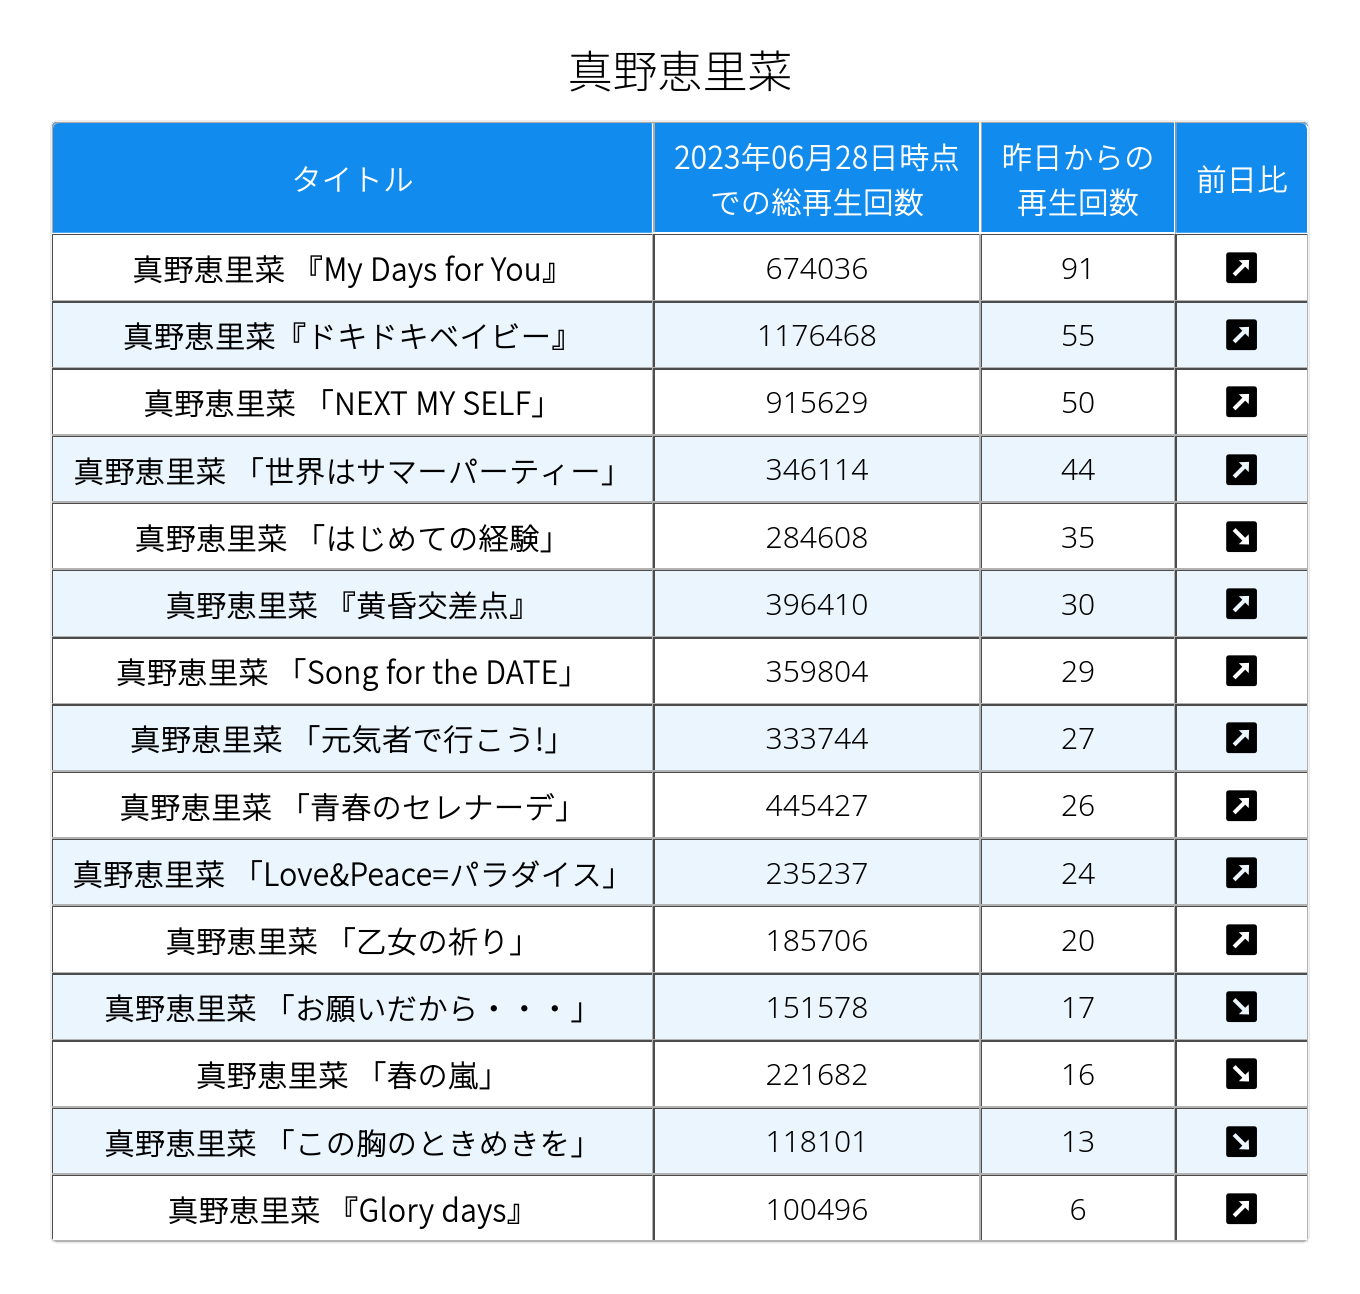 真野恵里菜
タイトル
2023年06月28日時点
での総再生回数
昨日からの
再生回数
前日比
真野恵里菜 『My Days for You』 674036 91 ↗
真野恵里菜『ドキドキベイビー』 1176468 55 ↗
真野恵里菜 「NEXT MY SELF」 915629 50 ↗
真野恵里菜 「世界はサマーパーティー」 346114 44 ↗
真野恵里菜 「はじめての経験」 284608 35 ↘
真野恵里菜 『黄昏交差点』 396410 30 ↗
真野恵里菜 「Song for the DATE」 359804 29 ↗
真野恵里菜 「元気者で行こう!」 333744 27 ↗
真野恵里菜 「青春のセレナーデ」 445427 26 ↗
真野恵里菜 「Love&Peace=パラダイス」 235237 24 ↗
真野恵里菜 「乙女の祈り」 185706 20 ↗
真野恵里菜 「お願いだから・・・」 151578 17 ↘
真野恵里菜 「春の嵐」 221682 16 ↘
真野恵里菜 「この胸のときめきを」 118101 13 ↘
真野恵里菜 『Glory days』 100496 6 ↗